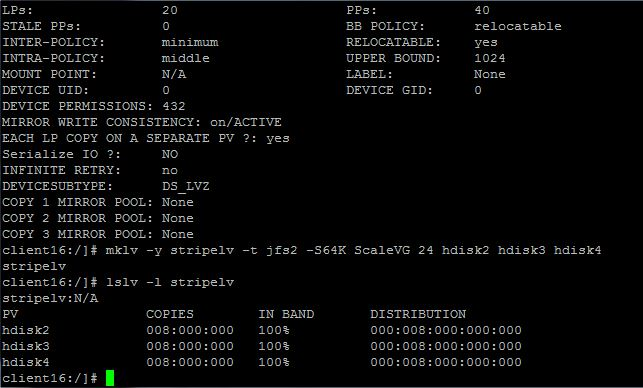 LPs:                20                     PPs:            40
STALE PPs:          0                      BB POLICY:      relocatable
INTER-POLICY:       minimum                RELOCATABLE:    yes
INTRA-POLICY:       middle                 UPPER BOUND:    1024
MOUNT POINT:        N/A                    LABEL:          None
DEVICE UID:         0                      DEVICE GID:     0
DEVICE PERMISSIONS: 432
MIRROR WRITE CONSISTENCY: on/ACTIVE
EACH LP COPY ON A SEPARATE PV ?: yes
Serialize IO ?:     NO
INFINITE RETRY:     no
DEVICESUBTYPE:      DS_LVZ
COPY 1 MIRROR POOL: None
COPY 2 MIRROR POOL: None
COPY 3 MIRROR POOL: None
client16:/]# mklv -y stripelv -t jfs2 -S64K ScaleVG 24 hdisk2 hdisk3 hdisk4
stripelv
client16:/]# lslv -l stripelv
stripelv:N/A
PV                COPIES        IN BAND       DISTRIBUTION
hdisk2            008:000:000   100%          000:008:000:000:000
hdisk3            008:000:000   100%          000:008:000:000:000
hdisk4            008:000:000   100%          000:008:000:000:000
client16:/]#